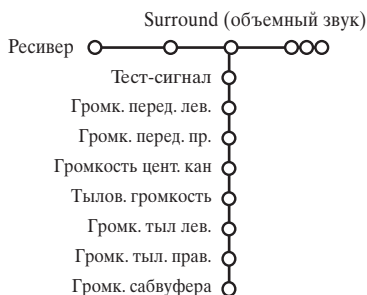 Surround (объемный звук)
Ресивер
Тест-сигнал
Громк. перед. лев.
Громк. перед. пр.
Громкость цент. кан
Тылов. громкость
Громк. тыл лев.
Громк. тыл. прав.
Громк. сабвуфера